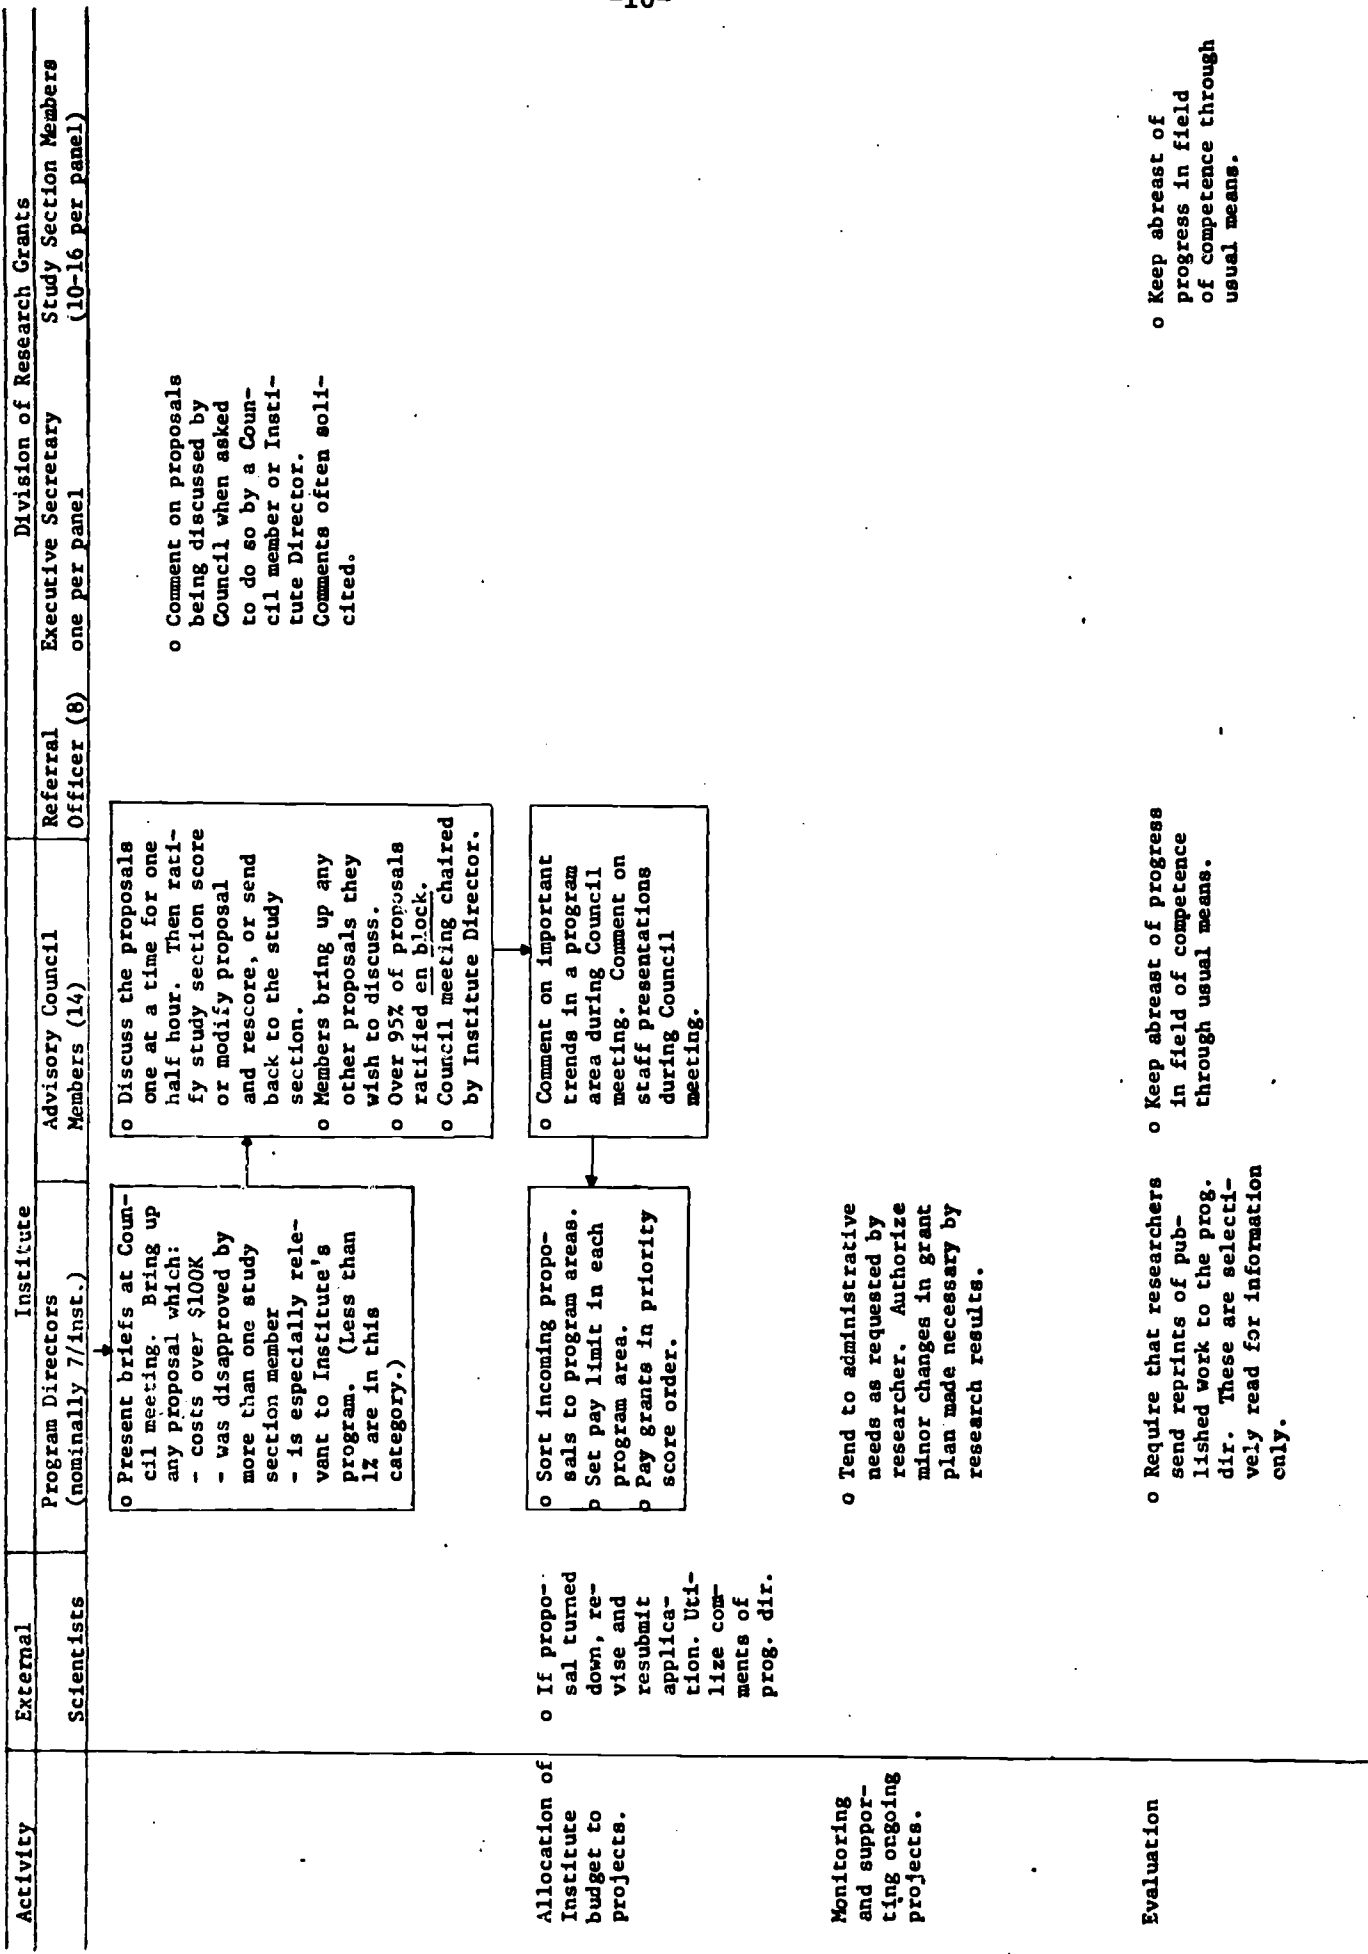 -10-
Activity
External
Institute
Division of Research Grants
Scientists
Program Directors
(nominally 7/inst.)
Advisory Council
Members (14)
Referral
Officer (8)
Executive Secretary
one per panel
Study Section Members
(10-16 per panel)
o Present briefs at Coun-
cil meeting. Bring up
any proposal which:
- costs over $100K
- was disapproved by
more than one study
section member
- is especially rele-
vant to Institute's
program. (Less than
1% are in this
category.)
o Discuss the proposals
one at a time for one
half hour. Then rati-
fy study section score
or modify proposal
and rescore, or send
back to the study
section.
o Members bring up any
other proposals they
wish to discuss.
o Over 95% of proposals
ratified en block.
o Council meeting chaired
by Institute Director.
o Comment on proposals
being discussed by
Council when asked
to do so by a Coun-
cil member or Insti-
tute Director.
Comments often soli-
cited.
Allocation of
Institute
budget to
projects.
o If propo-
sal turned
down, re-
vise and
resubmit
applica-
tion. Uti-
lize com-
ments of
prog. dir.
o Sort incoming propo-
sals to program areas.
o Set pay limit in each
program area.
o Pay grants in priority
score order.
o Comment on important
trends in a program
area during Council
meeting. Comment on
staff presentations
during Council
meeting.
Monitoring
and suppor-
ting ongoing
projects.
o Tend to administrative
needs as requested by
researcher. Authorize
minor changes in grant
plan made necessary by
research results.
Evaluation
o Require that researchers
send reprints of pub-
lished work to the prog.
dir. These are selecti-
vely read for information
only.
o Keep abreast of progress
in field of competence
through usual means.
o Keep abreast of
progress in field
of competence through
usual means.